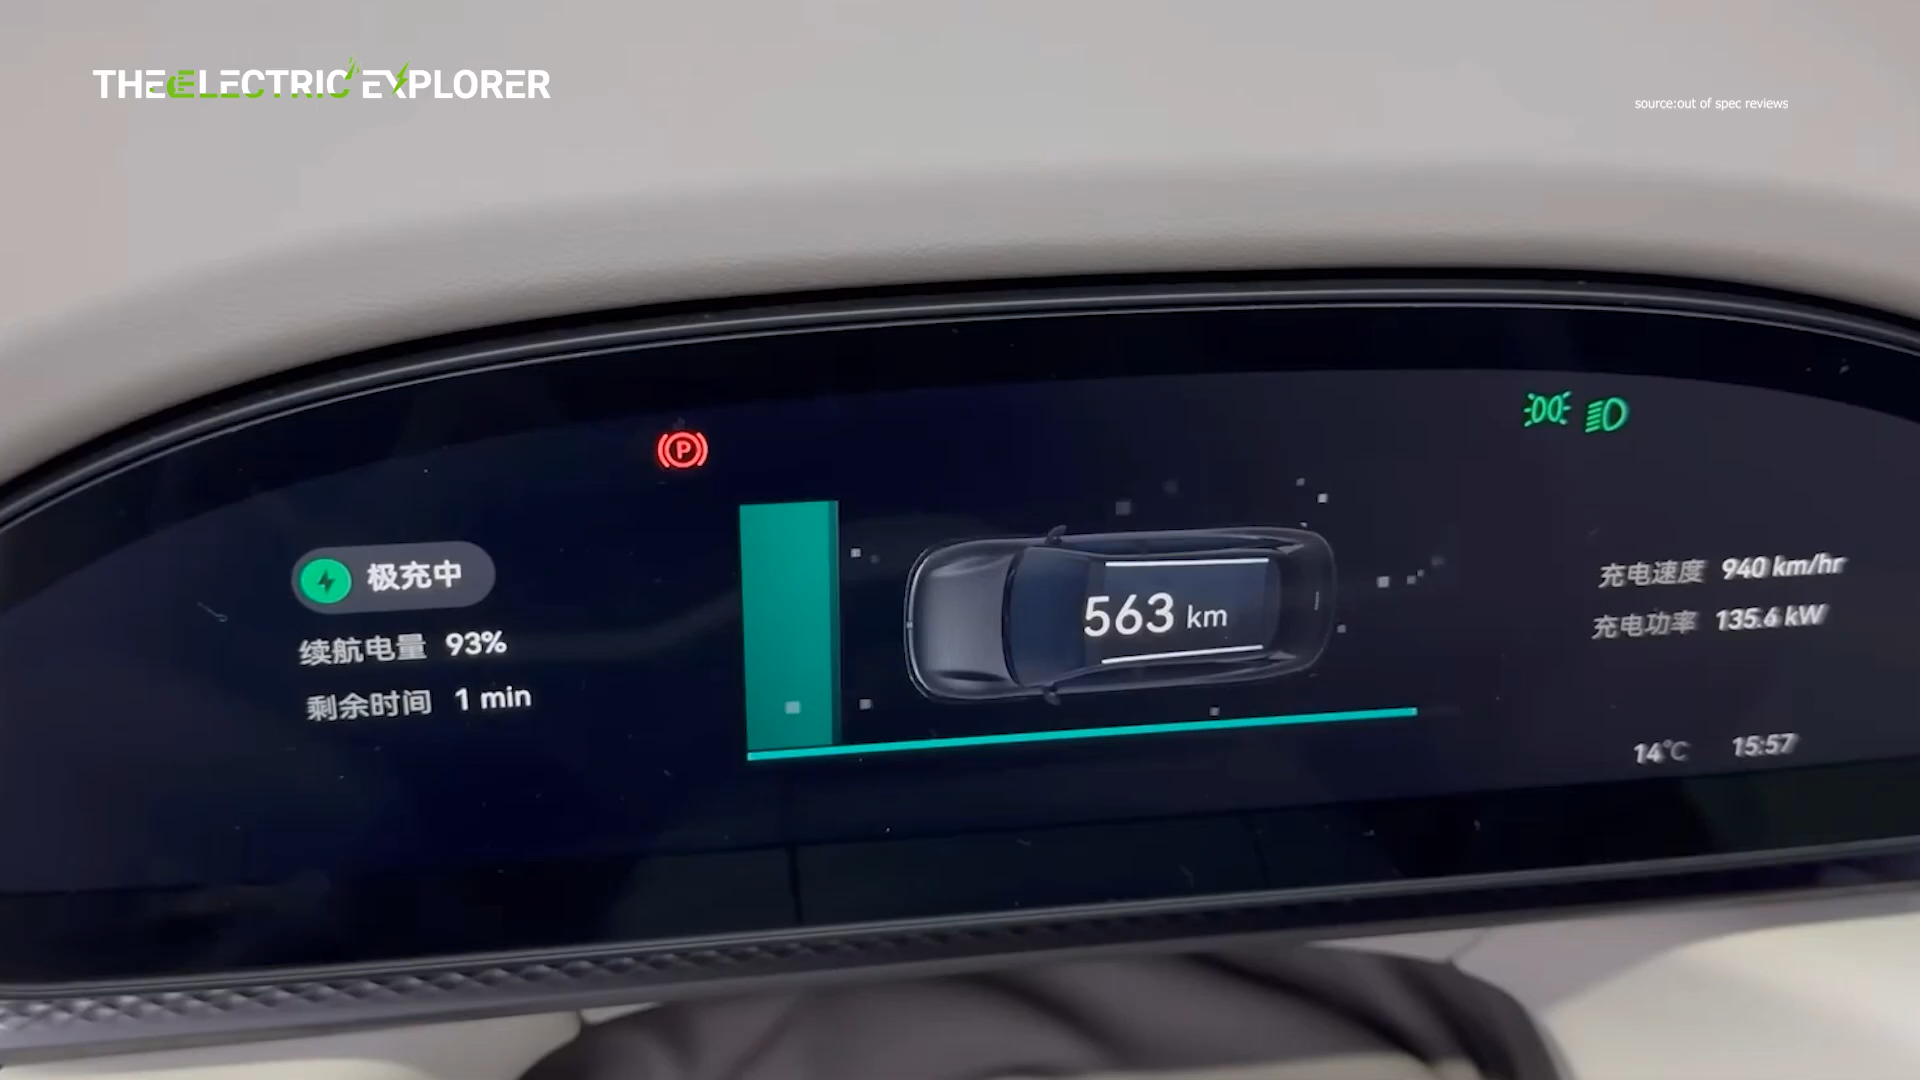 THE ELECTRIC EXPLORER
source:out of spec reviews
P
极充中
续航电量 93%
剩余时间 1 min
563 km
充电速度 940 km/hr
充电功率 135.6 kW
14°C 15:57